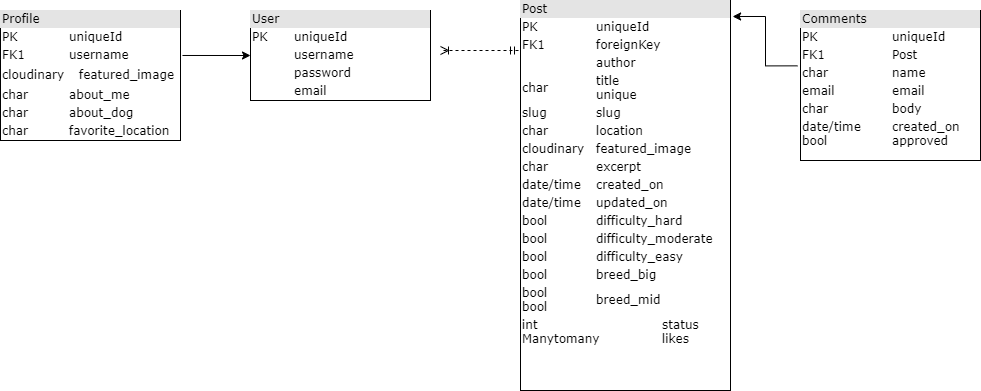 Profile
PK uniqueId
FK1 username
cloudinary featured_image
char about_me
char about_dog
char favorite_location
User
PK uniqueId
username
password
email
Post
PK uniqueId
FK1 foreignKey
author
title
char
unique
slug slug
char location
cloudinary featured_image
char excerpt
date/time created_on
date/time updated_on
bool difficulty_hard
bool difficulty_moderate
bool difficulty_easy
bool breed_big
bool
breed_mid
bool
int status
Manytomany likes
Comments
PK uniqueId
FK1 Post
char name
email email
char body
date/time created_on
bool approved